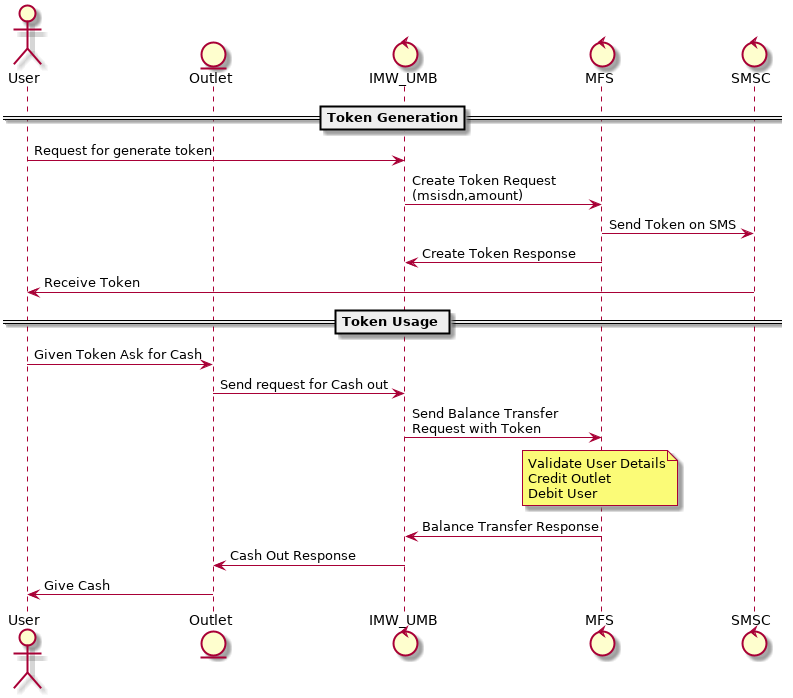 User
Outlet
IMW_UMB
MFS
SMSC
Token Generation
Request for generate token
Create Token Request
(msisdn,amount)
Send Token on SMS
Create Token Response
Receive Token
Token Usage
Given Token Ask for Cash
Send request for Cash out
Send Balance Transfer
Request with Token
Validate User Details
Credit Outlet
Debit User
Balance Transfer Response
Cash Out Response
Give Cash
User
Outlet
IMW_UMB
MFS
SMSC